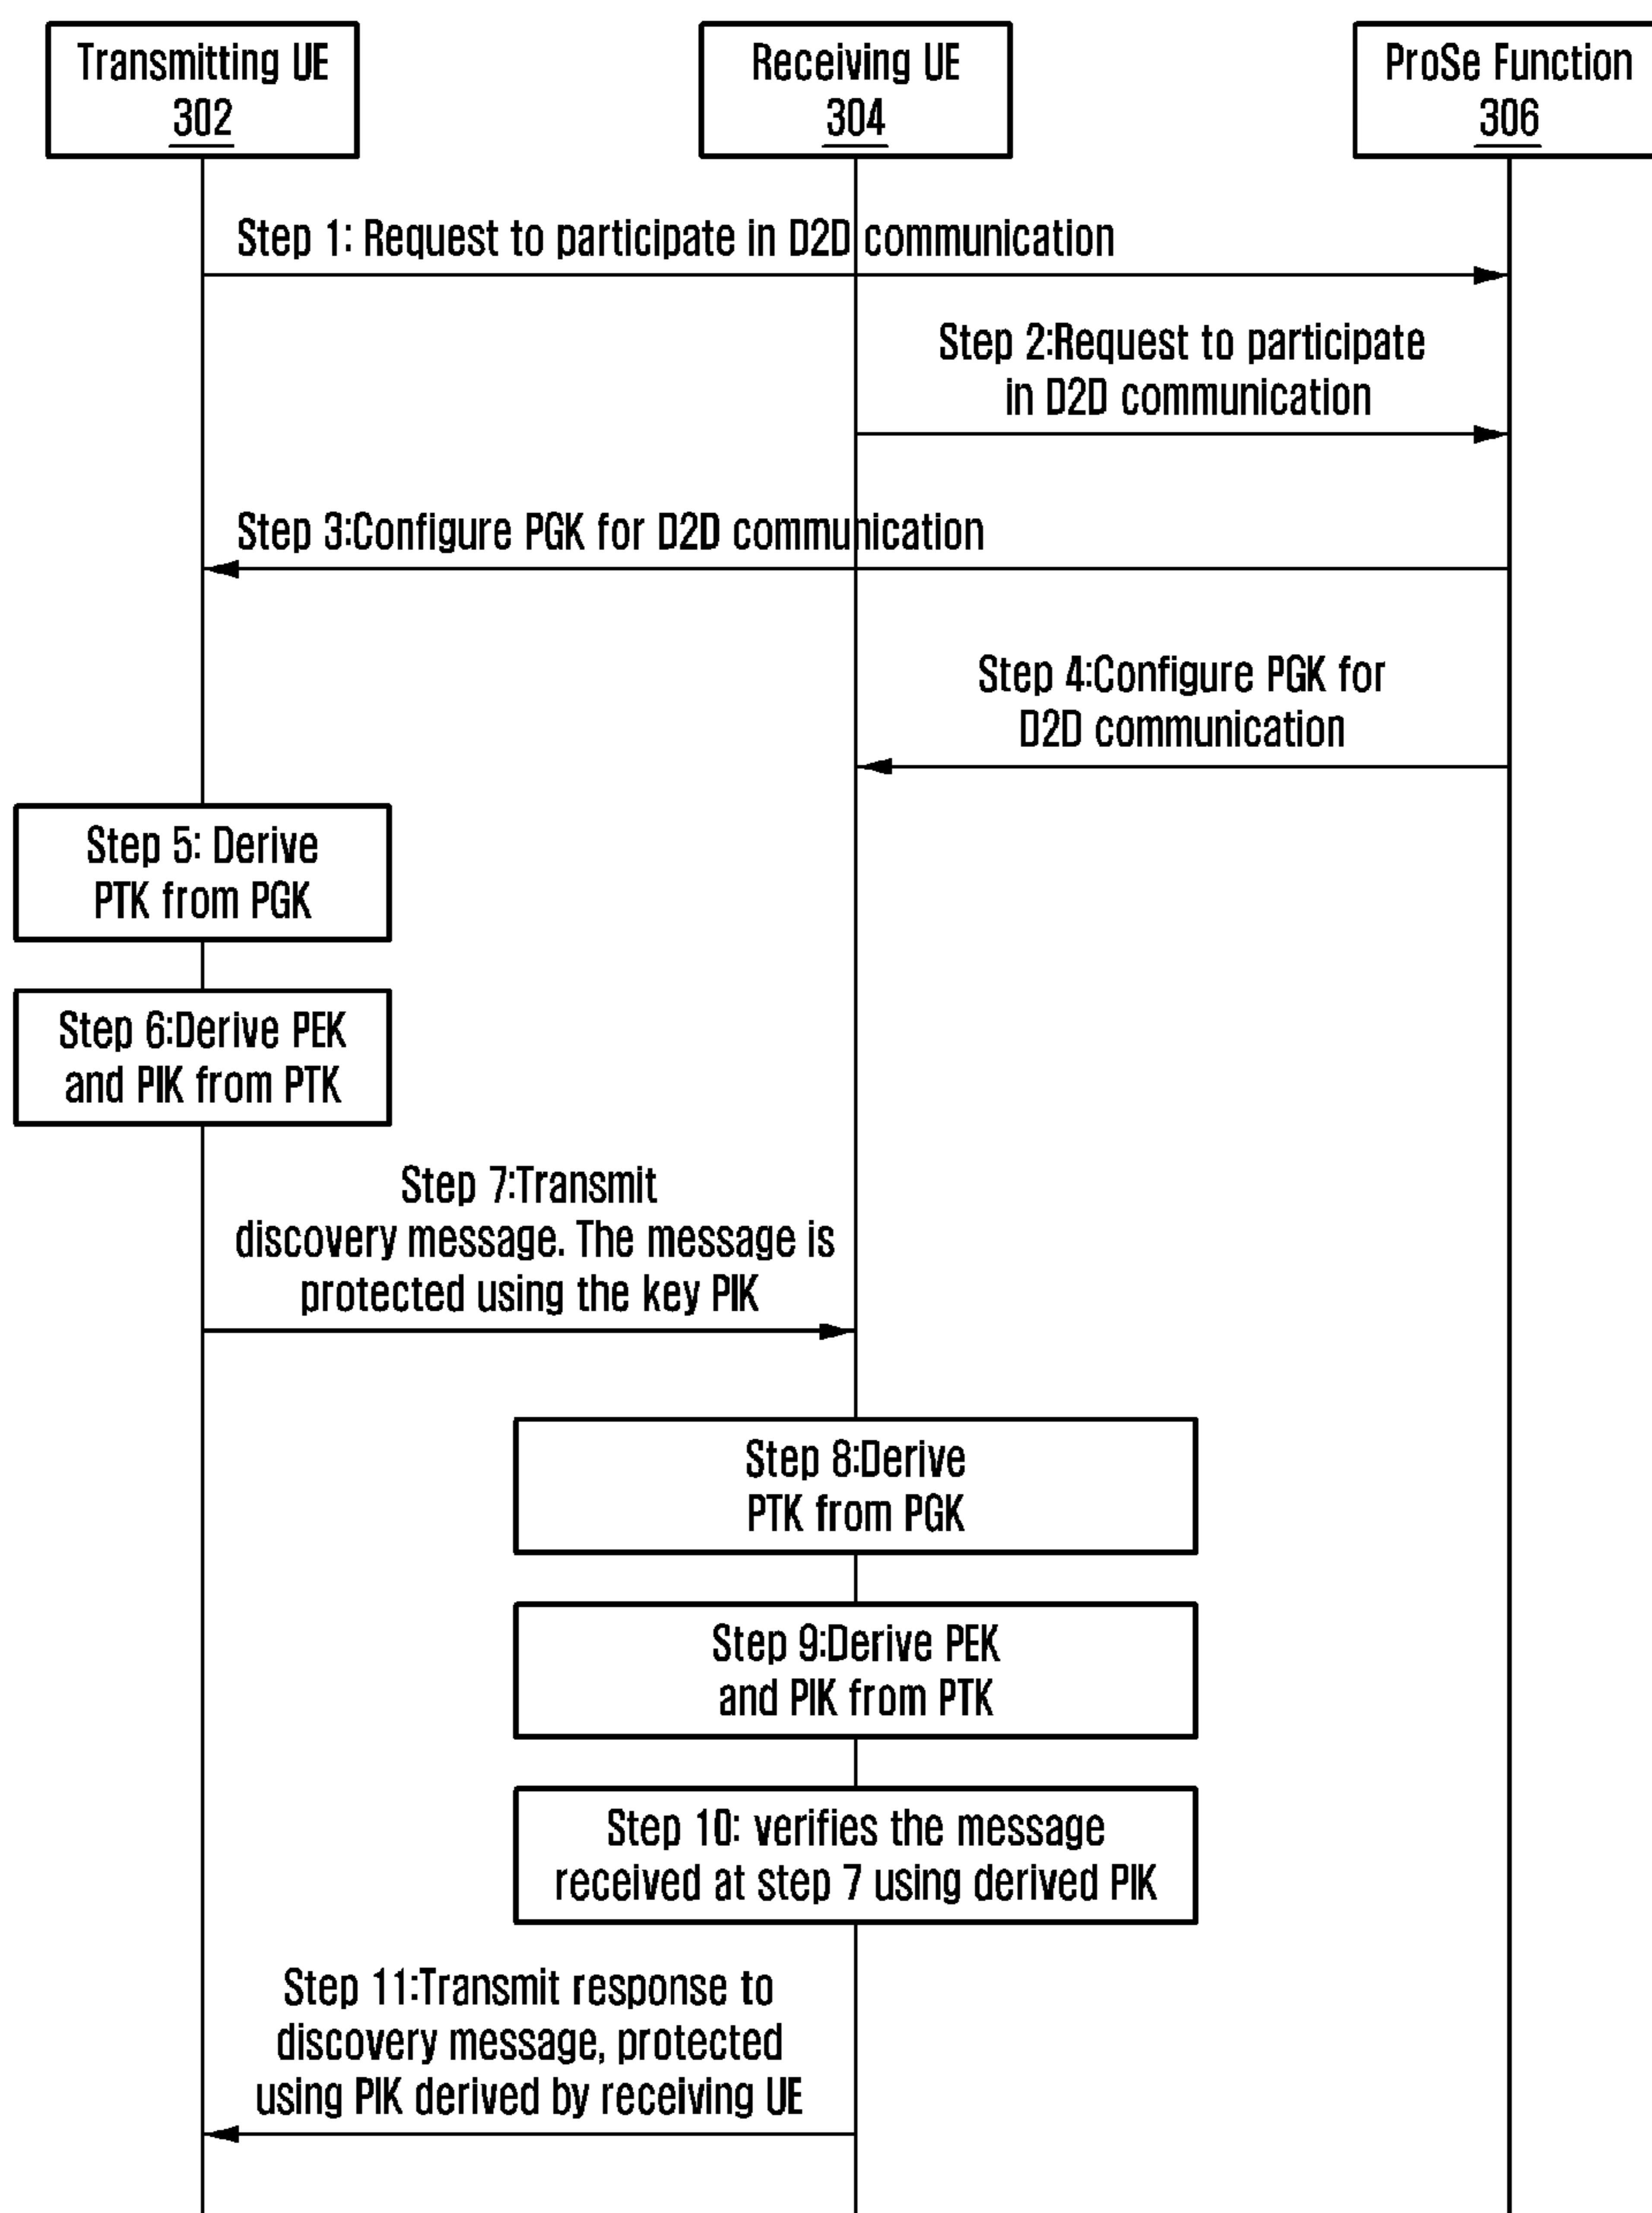 Transmitting UE
302
Receiving UE
304
ProSe Function
306
Step 1: Request to participate in D2D communication
Step 2:Request to participate
in D2D communication
Step 3:Configure PGK for D2D communication
Step 4:Configure PGK for
D2D communication
Step 5: Derive
PTK from PGK
Step 6:Derive PEK
and PIK from PTK
Step 7:Transmit
discovery message. The message is
protected using the key PIK
Step 8:Derive
PTK from PGK
Step 9:Derive PEK
and PIK from PTK
Step 10: verifies the message
received at step 7 using derived PIK
Step 11:Transmit response to
discovery message, protected
using PIK derived by receiving UE